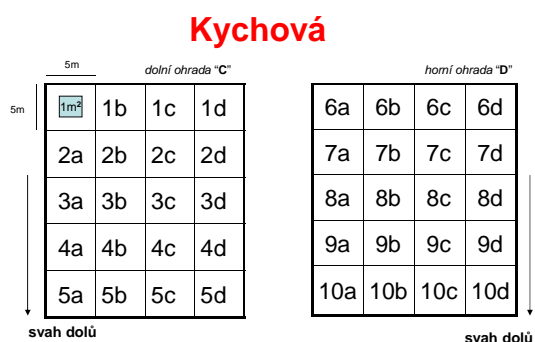 Kychová
5m
dolní ohrada "C"
horní ohrada "D"
5m
1m²
1b
1c
1d
2a
2b
2c
2d
3a
3b
3c
3d
4a
4b
4c
4d
5a
5b
5c
5d
svah dolů
6a
6b
6c
6d
7a
7b
7c
7d
8a
8b
8c
8d
9a
9b
9c
9d
10a
10b
10c
10d
svah dolů